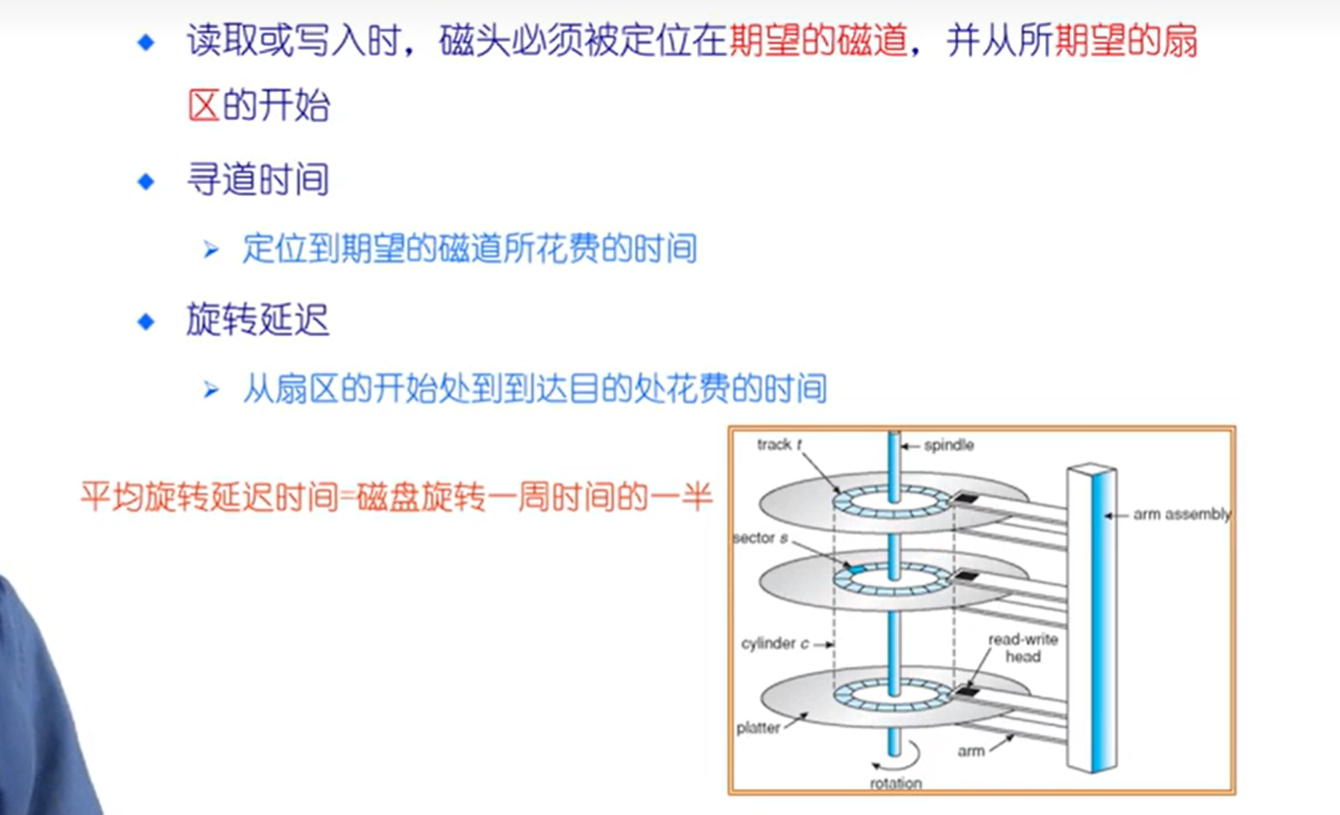 读取或写入时，磁头必须被定位在期望的磁道，并从所期望的扇
区的开始
寻道时间
定位到期望的磁道所花费的时间
旋转延迟
从扇区的开始处到到达目的处花费的时间
平均旋转延迟时间=磁盘旋转一周时间的一半
track t
spindle
arm assembly
sector s
cylinder c
read-write
head
platter
arm
rotation